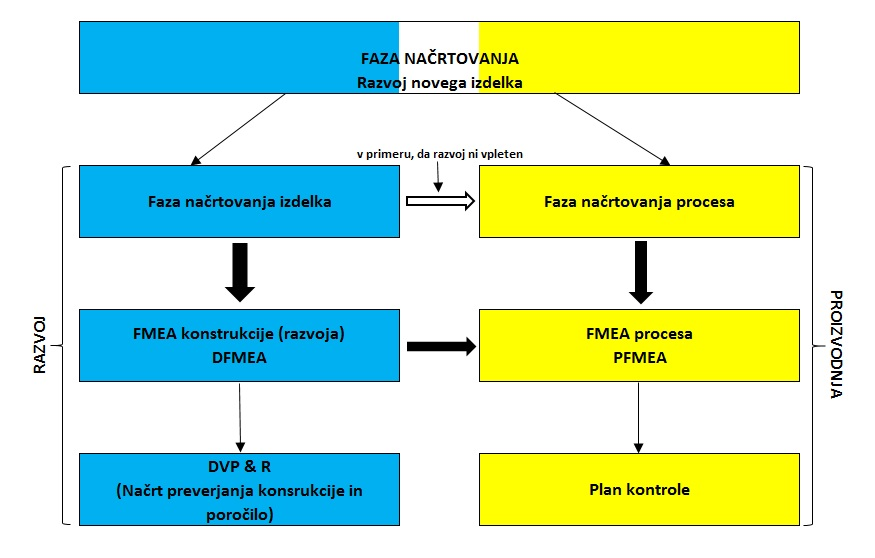 FAZA NAČRTOVANJA
Razvoj novega izdelka
v primeru, da razvoj ni vpleten
Faza načrtovanja izdelka
Faza načrtovanja procesa
RAZVOJ
FMEA konstrukcije (razvoja)
DFMEA
FMEA procesa
PFMEA
PROIZVODNJA
DVP & R
(Načrt preverjanja konsrukcije in
poročilo)
Plan kontrole